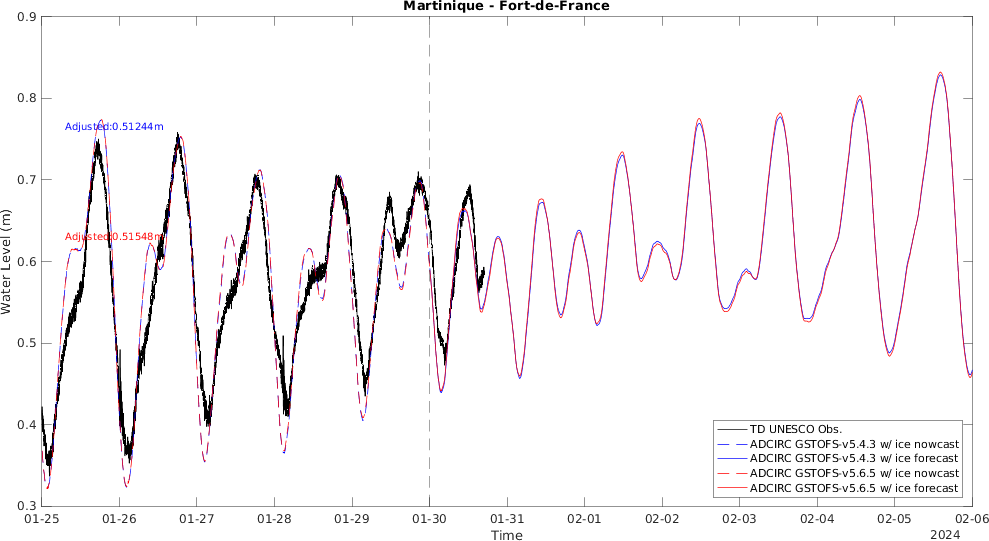 Martinique - Fort-de-France
0.9
0.8
0.7
0.6
0.5
0.4
0.3
Water Level (m)
Adjusted:0.51244m
Adjusted:0.51548m
TD UNESCO Obs.
ADCIRC GSTOFS-v5.4.3 w/ ice nowcast
ADCIRC GSTOFS-v5.4.3 w/ ice forecast
ADCIRC GSTOFS-v5.6.5 w/ ice nowcast
ADCIRC GSTOFS-v5.6.5 w/ ice forecast
01-25 01-26 01-27 01-28 01-29 01-30 01-31 02-01 02-02 02-03 02-04 02-05 02-06
Time
2024